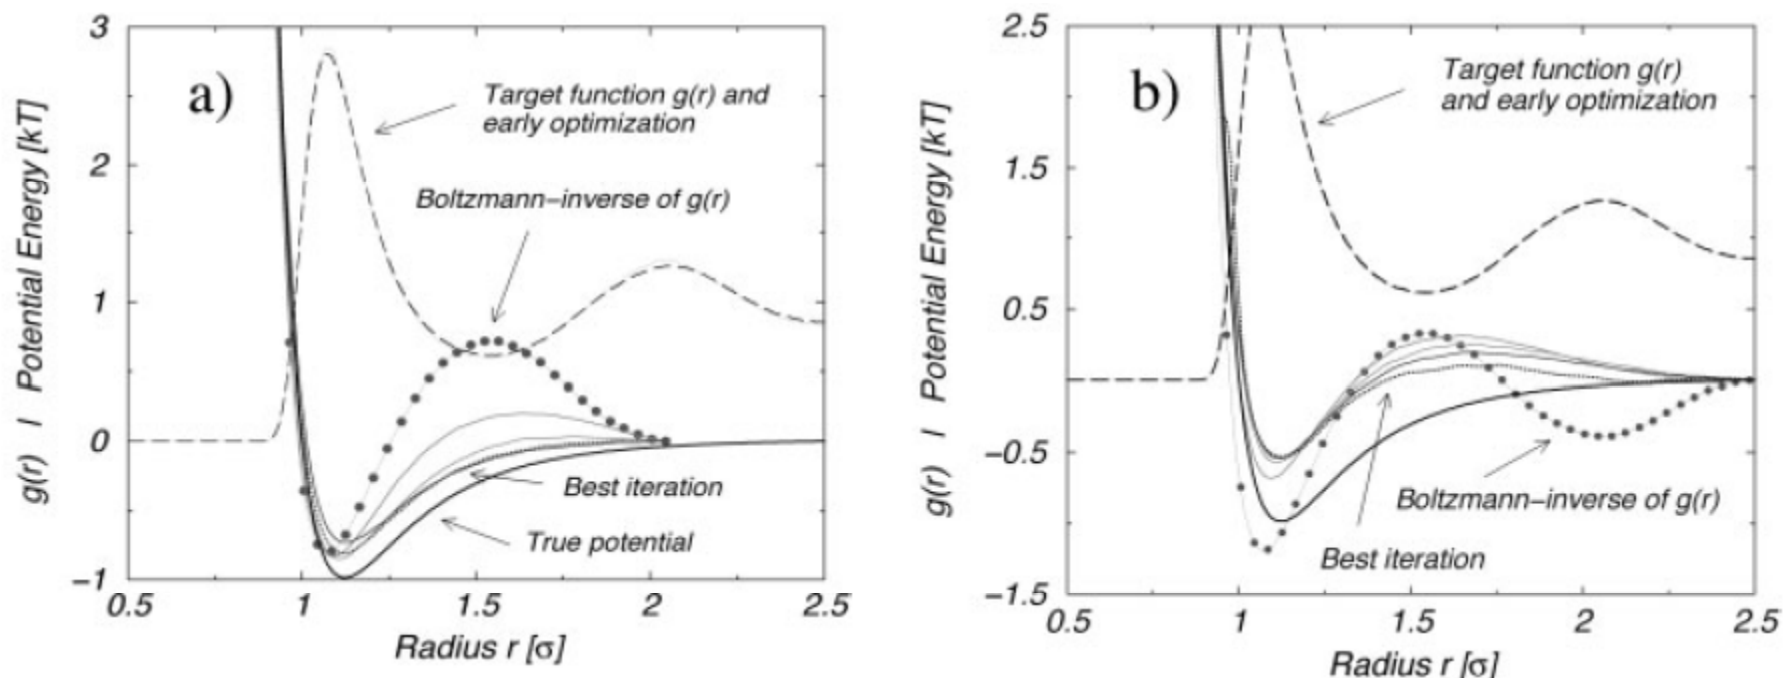 a)
g(r) I Potential Energy [kT]
3
2
1
0
−1
0.5 1 1.5 2 2.5
Radius r [σ]
Target function g(r) and
early optimization
Boltzmann−inverse of g(r)
Best iteration
True potential
b)
g(r) I Potential Energy [kT]
2.5
1.5
0.5
−0.5
−1.5
0.5 1 1.5 2 2.5
Radius r [σ]
Target function g(r)
and early optimization
Boltzmann−inverse of g(r)
Best iteration